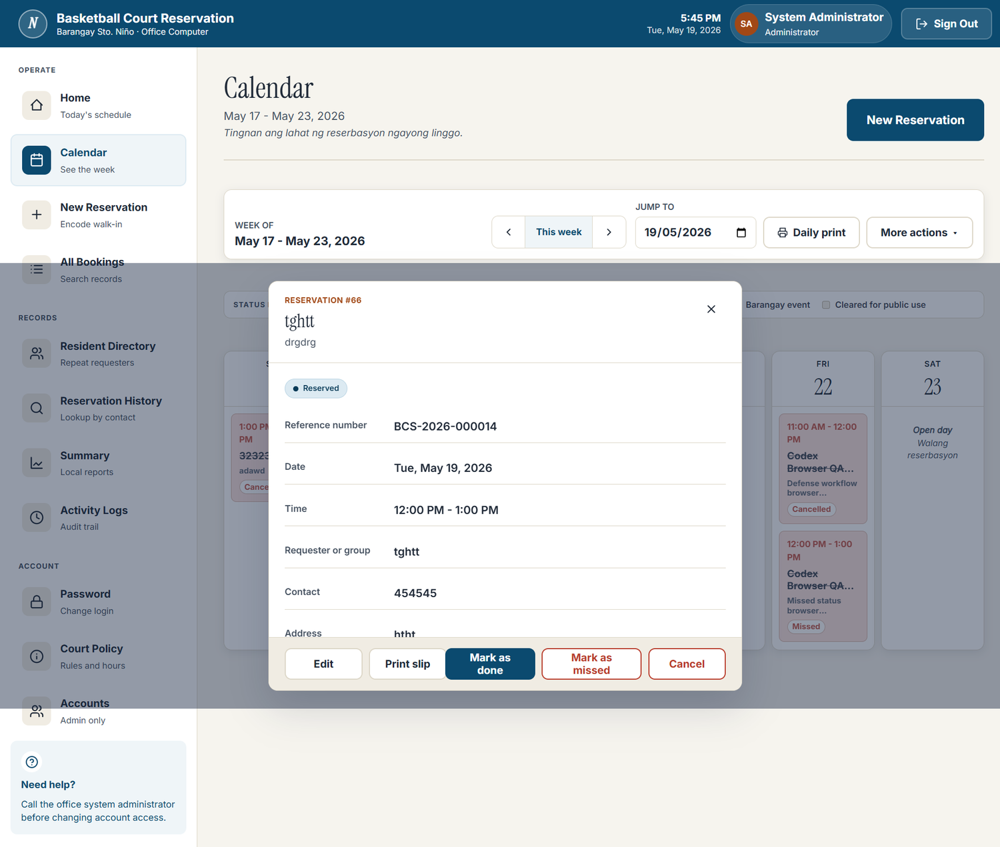 N
Basketball Court Reservation
Barangay Sto. Niño · Office Computer
5:45 PM
Tue, May 19, 2026
SA
System Administrator
Administrator
Sign Out
OPERATE
Home
Today's schedule
Calendar
See the week
New Reservation
Encode walk-in
All Bookings
Search records
RECORDS
Resident Directory
Repeat requesters
Reservation History
Lookup by contact
Summary
Local reports
Activity Logs
Audit trail
ACCOUNT
Password
Change login
Court Policy
Rules and hours
Accounts
Admin only
Need help?
Call the office system administrator
before changing account access.
Calendar
May 17 - May 23, 2026
Tingnan ang lahat ng reserbasyon ngayong linggo.
New Reservation
WEEK OF
May 17 - May 23, 2026
This week
JUMP TO
19/05/2026
Daily print
More actions
STATUS
Barangay event
Cleared for public use
1:00 PM
PM
32323
adawd
FRI
22
11:00 AM - 12:00
PM
Codex
Browser QA...
Defense workflow
browser...
Cancelled
12:00 PM - 1:00
PM
Codex
Browser QA...
Missed status
browser...
Missed
SAT
23
Open day
Walang
reserbasyon
RESERVATION #66
tghtt
drgdrg
Reserved
Reference number
BCS-2026-000014
Date
Tue, May 19, 2026
Time
12:00 PM - 1:00 PM
Requester or group
tghtt
Contact
454545
Address
htht
Edit
Print slip
Mark as
done
Mark as
missed
Cancel